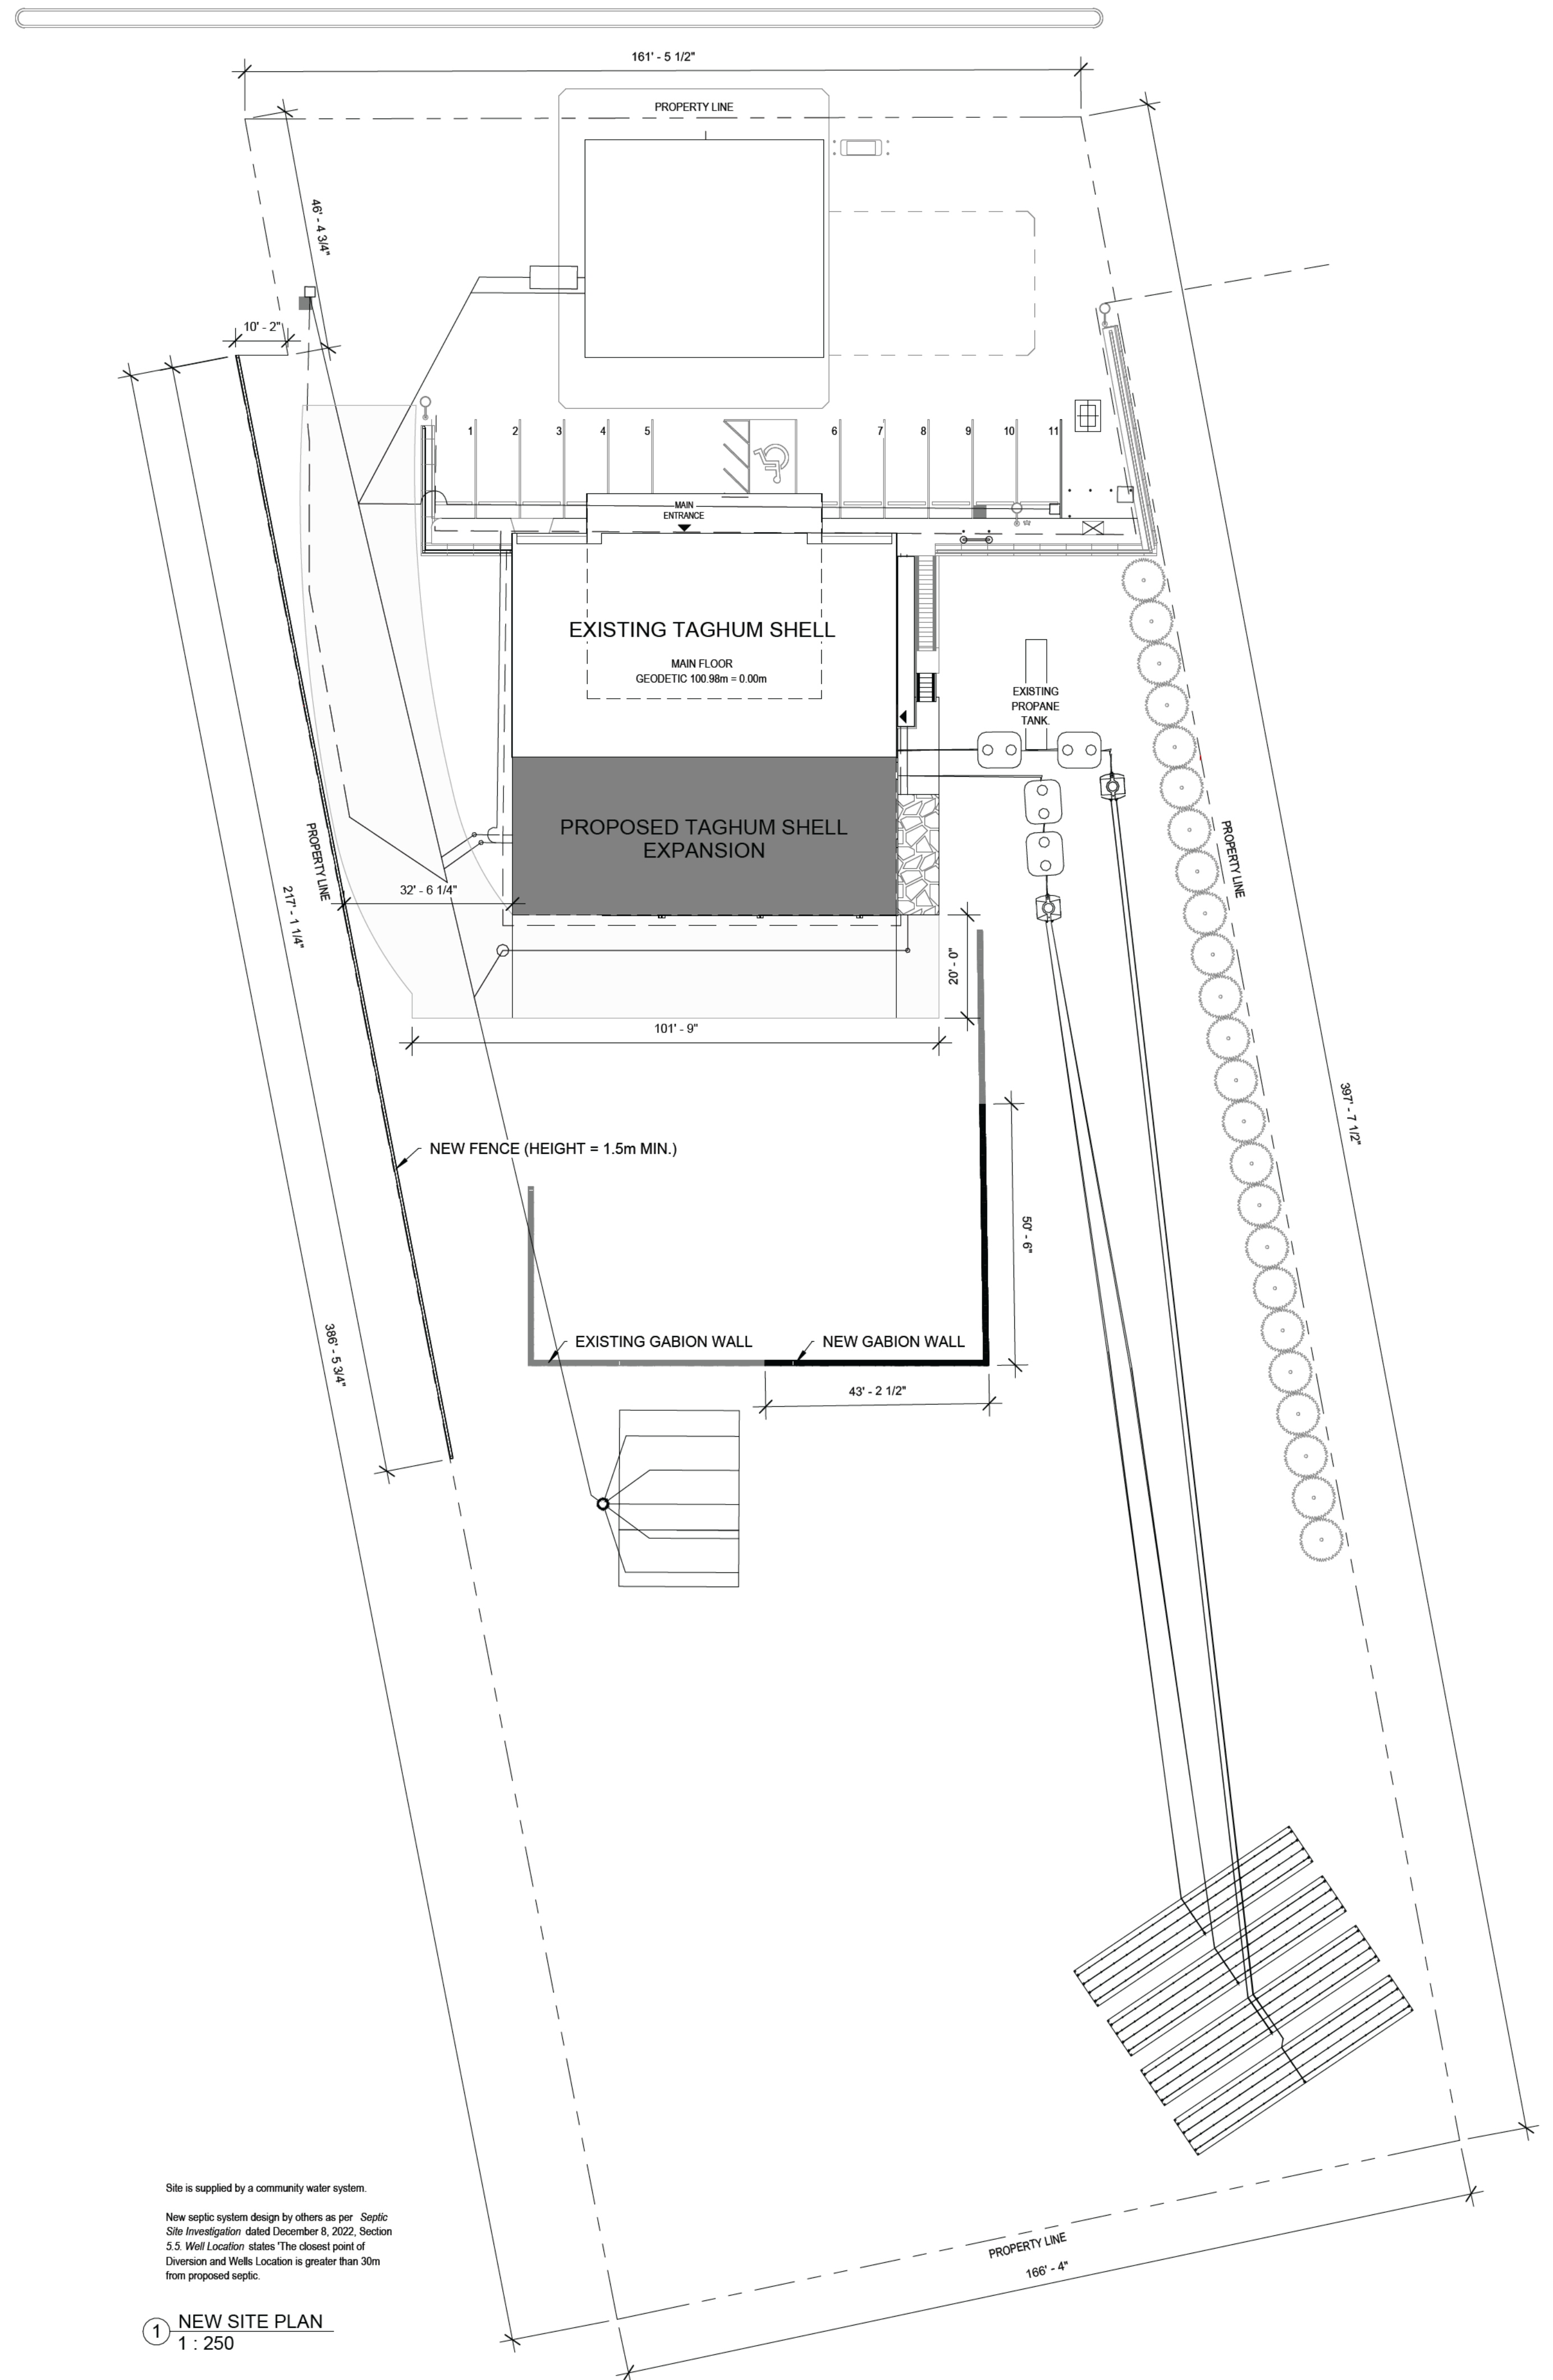 161' - 5 1/2"
PROPERTY LINE
46' - 4 3/4"
10' - 2"
1 2 3 4 5 6 7 8 9 10 11
MAIN
ENTRANCE
EXISTING TAGHUM SHELL
MAIN FLOOR
GEODETIC 100.98m = 0.00m
EXISTING
PROPANE
TANK.
PROPOSED TAGHUM SHELL
EXPANSION
PROPERTY LINE
PROPERTY LINE
32' - 6 1/4"
217' - 1 1/4"
20' - 0"
101' - 9"
397' - 7 1/2"
NEW FENCE (HEIGHT = 1.5m MIN.)
50' - 6"
EXISTING GABION WALL
NEW GABION WALL
386' - 5 3/4"
43' - 2 1/2"
PROPERTY LINE
166' - 4"
Site is supplied by a community water system.
New septic system design by others as per Septic
Site Investigation dated December 8, 2022, Section
5.5. Well Location states 'The closest point of
Diversion and Wells Location is greater than 30m
from proposed septic.
1 NEW SITE PLAN
1 : 250